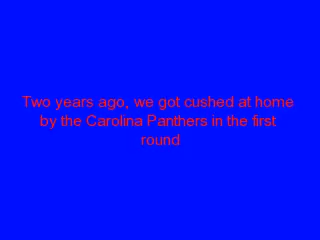 Two years ago, we got cushed at home
by the Carolina Panthers in the first
round